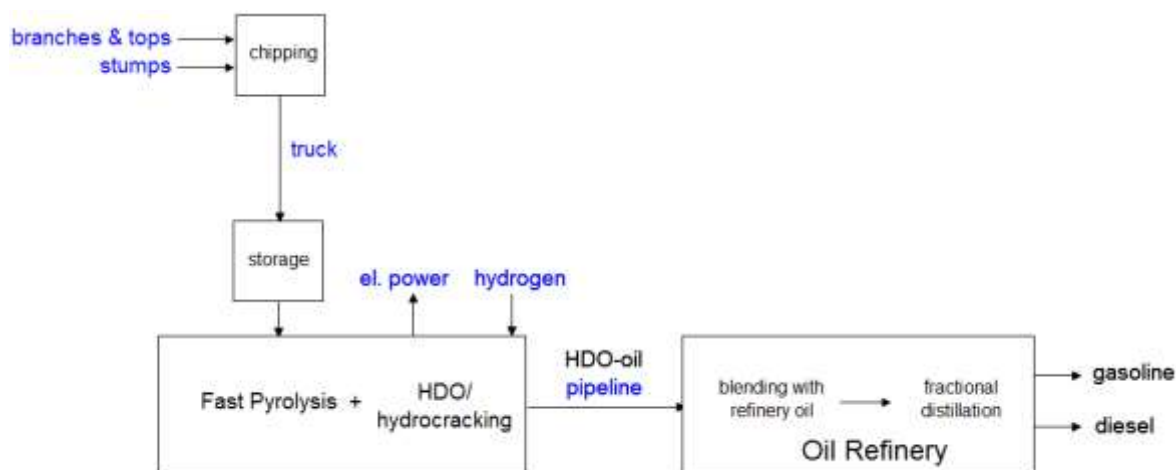 branches & tops
stumps
chipping
truck
storage
el. power
hydrogen
Fast Pyrolysis +
HDO/
hydrocracking
HDO-oil
pipeline
blending with
refinery oil
fractional
distillation
Oil Refinery
gasoline
diesel